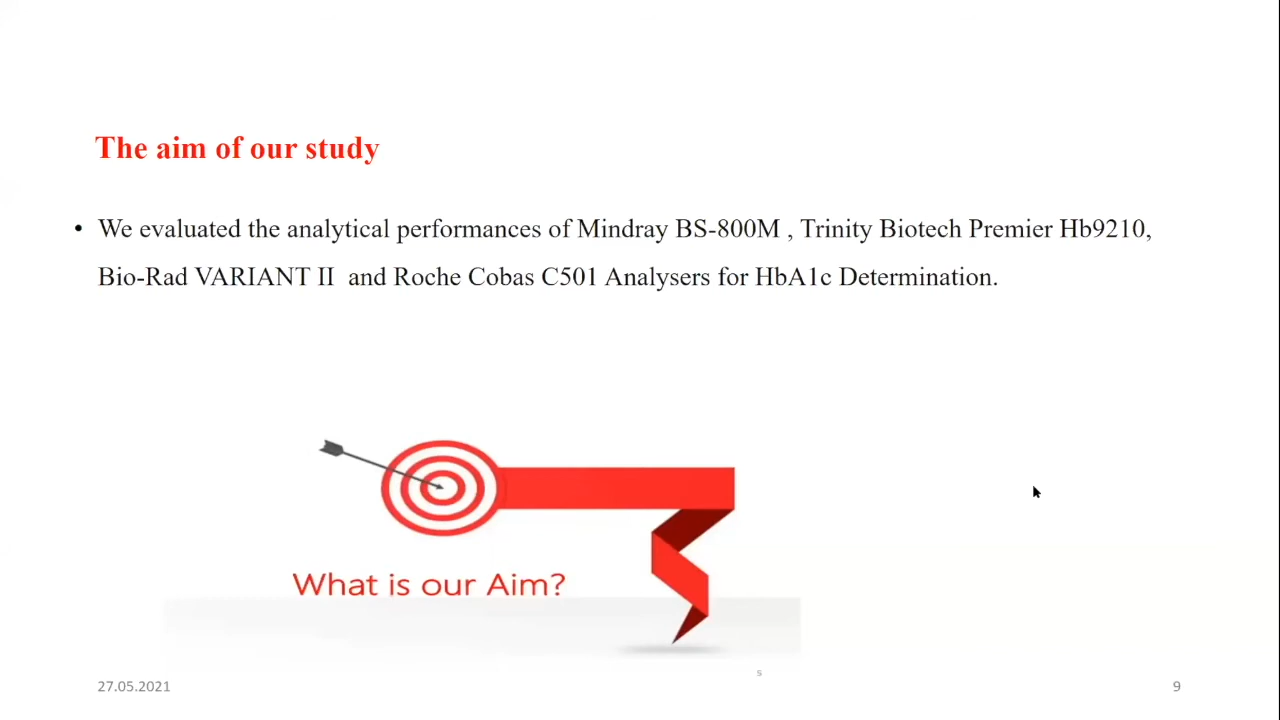 The aim of our study
• We evaluated the analytical performances of Mindray BS-800M , Trinity Biotech Premier Hb9210,
Bio-Rad VARIANT II and Roche Cobas C501 Analysers for HbA1c Determination.
What is our Aim?
s
27.05.2021
9